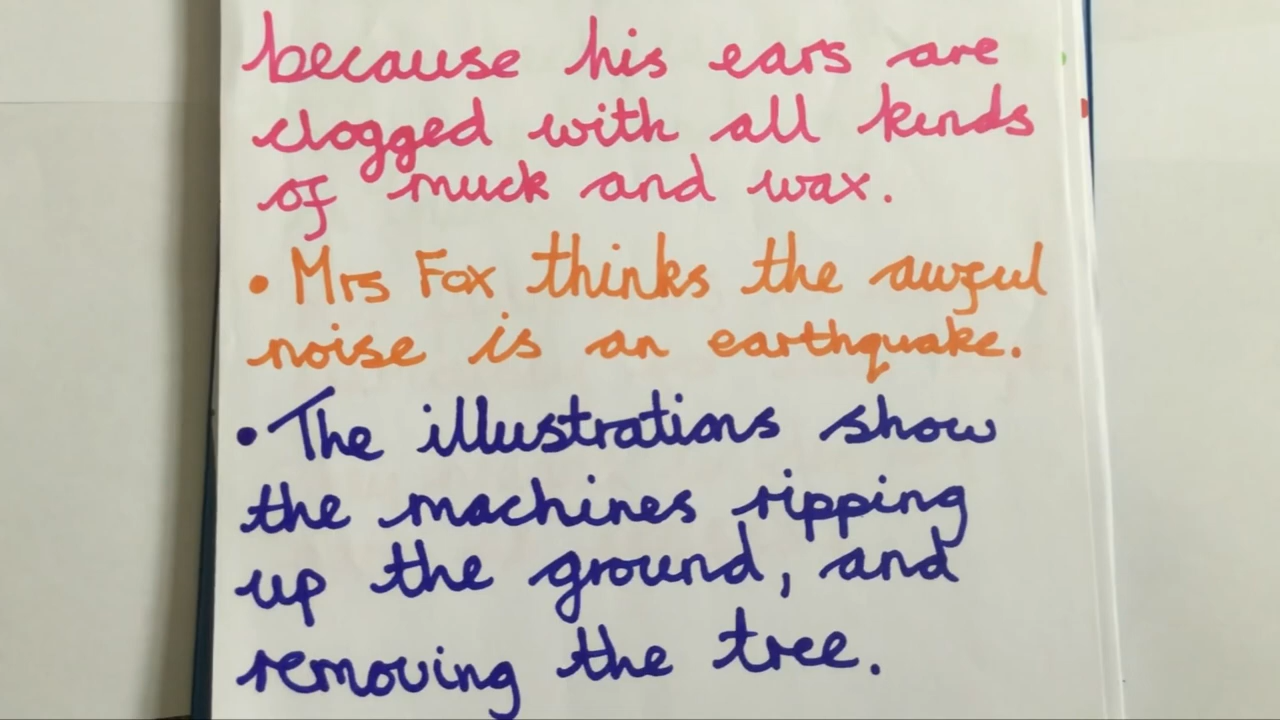 because his ears are
clogged with all kinds
of muck and wax.
• Mrs Fox thinks the awful
noise is an earthquake.
• The illustrations show
the machines ripping
up the ground, and
removing the tree.